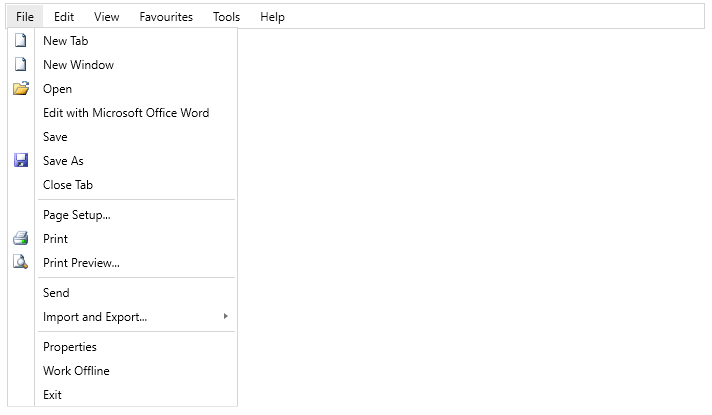 File Edit View Favourites Tools Help
New Tab
New Window
Open
Edit with Microsoft Office Word
Save
Save As
Close Tab
Page Setup...
Print
Print Preview...
Send
Import and Export...
Properties
Work Offline
Exit